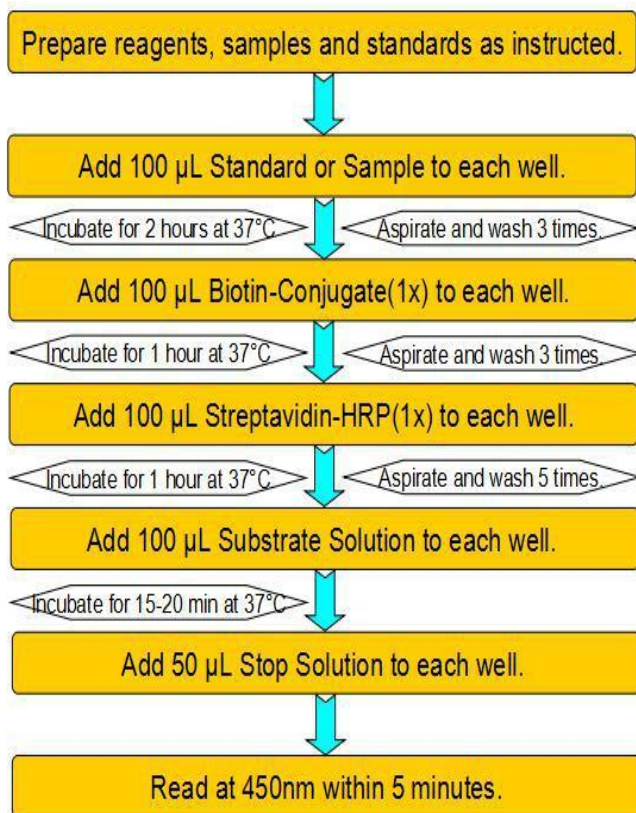 Prepare reagents, samples and standards as instructed.
Add 100 µL Standard or Sample to each well.
Incubate for 2 hours at 37°C
Aspirate and wash 3 times.
Add 100 µL Biotin-Conjugate(1x) to each well.
Incubate for 1 hour at 37°C
Aspirate and wash 3 times
Add 100 µL Streptavidin-HRP(1x) to each well.
Incubate for 1 hour at 37°C
Aspirate and wash 5 times
Add 100 µL Substrate Solution to each well.
Incubate for 15-20 min at 37°C
Add 50 µL Stop Solution to each well.
Read at 450nm within 5 minutes.